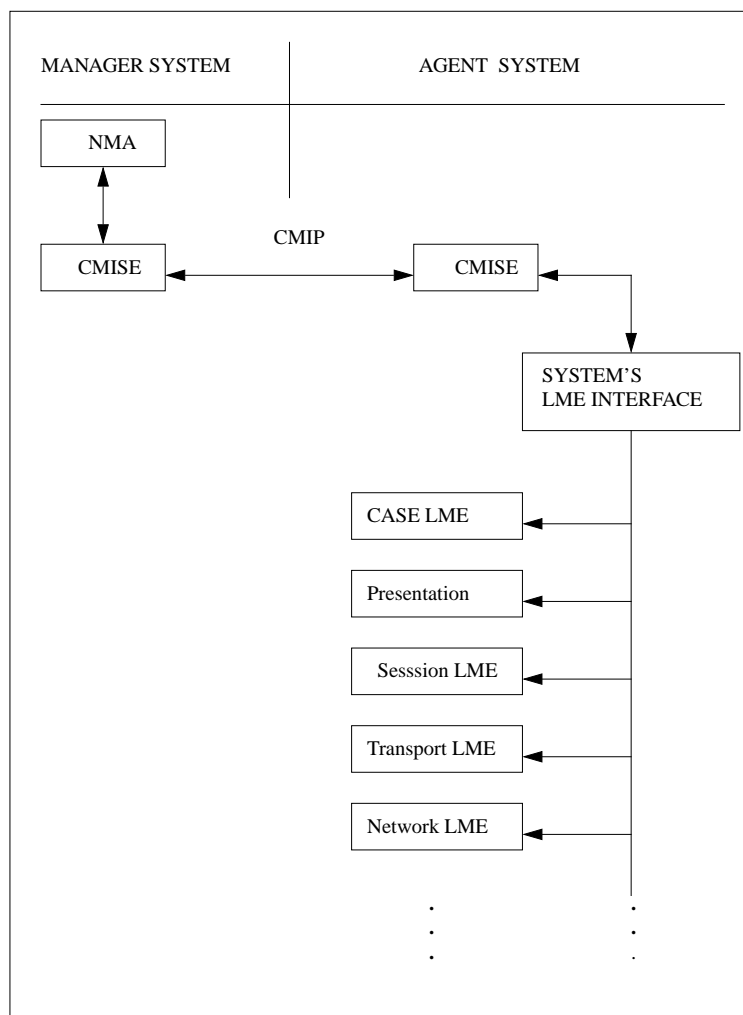 MANAGER SYSTEM
AGENT SYSTEM
NMA
CMIP
CMISE
CMISE
SYSTEM'S
LME INTERFACE
CASE LME
Presentation
Sesssion LME
Transport LME
Network LME